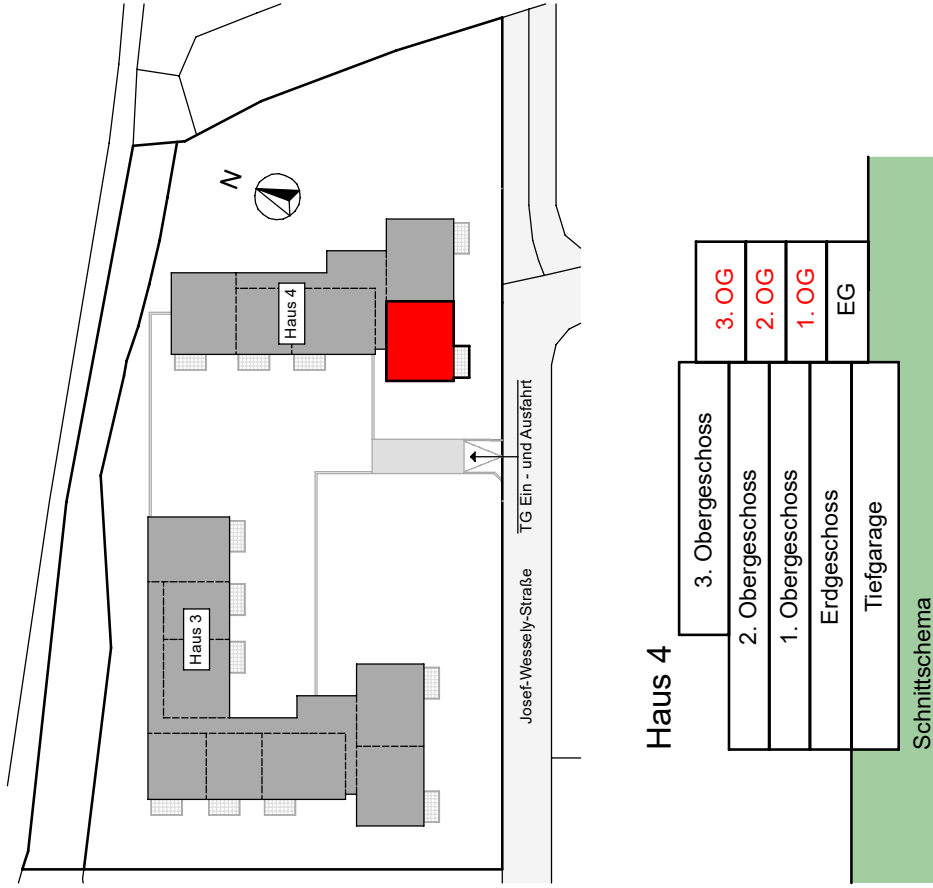 N
Haus 4
Haus 3
TG Ein - und Ausfahrt
Josef-Wessely-Straße
Haus 4
3. Obergeschoss
2. Obergeschoss
1. Obergeschoss
Erdgeschoss
Tiefgarage
3. OG
2. OG
1. OG
EG
Schnittschema